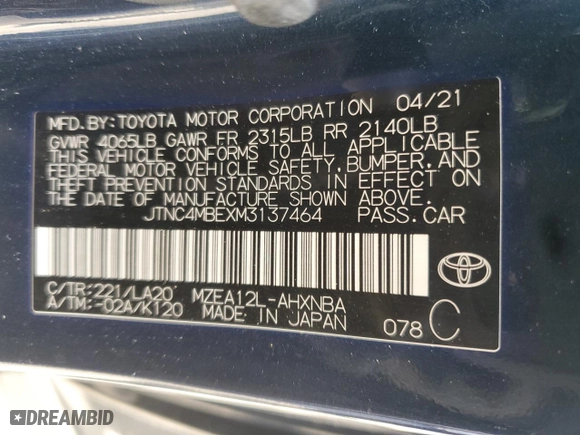 MFD.BY:TOYOTA MOTOR CORPORATION 04/21
GVWR 4065LB GAWR FR 2315LB RR 2140LB
THIS VEHICLE CONFORMS TO ALL APPLICABLE
FEDERAL MOTOR VEHICLE SAFETY,BUMPER,AND
THEFT PREVENTION STANDARDS IN EFFECT ON
THE DATE OF MANUFACTURE SHOWN ABOVE.
JTNC4MBEXM3137464 PASS.CAR
C/TR:221/LA20 MZEA12L-AHXNBA
A/TM:-02A/K120 MADE IN JAPAN 078 C
TOYOTA
DREAMBID